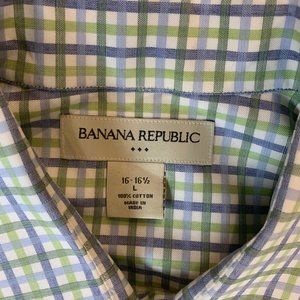 BANANA REPUBLIC
16-16½
L
100% COTTON
MADE IN
INDIA